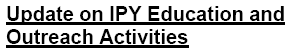 Update on IPY Education and
Outreach Activities